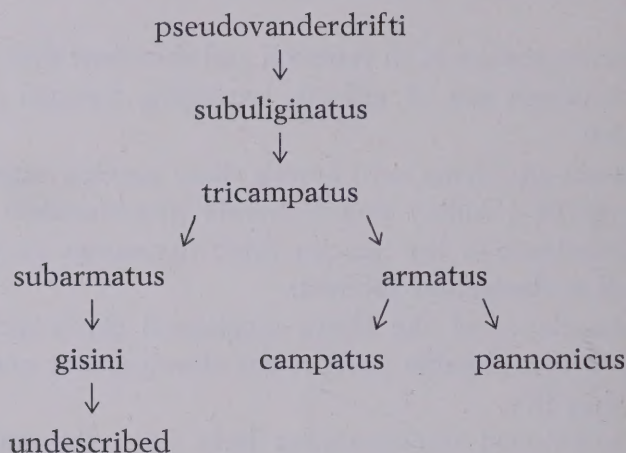 pseudovanderdrifti
subuliginatus
tricampatus
subarmatus armatus
gisini campatus pannonicus
undescribed